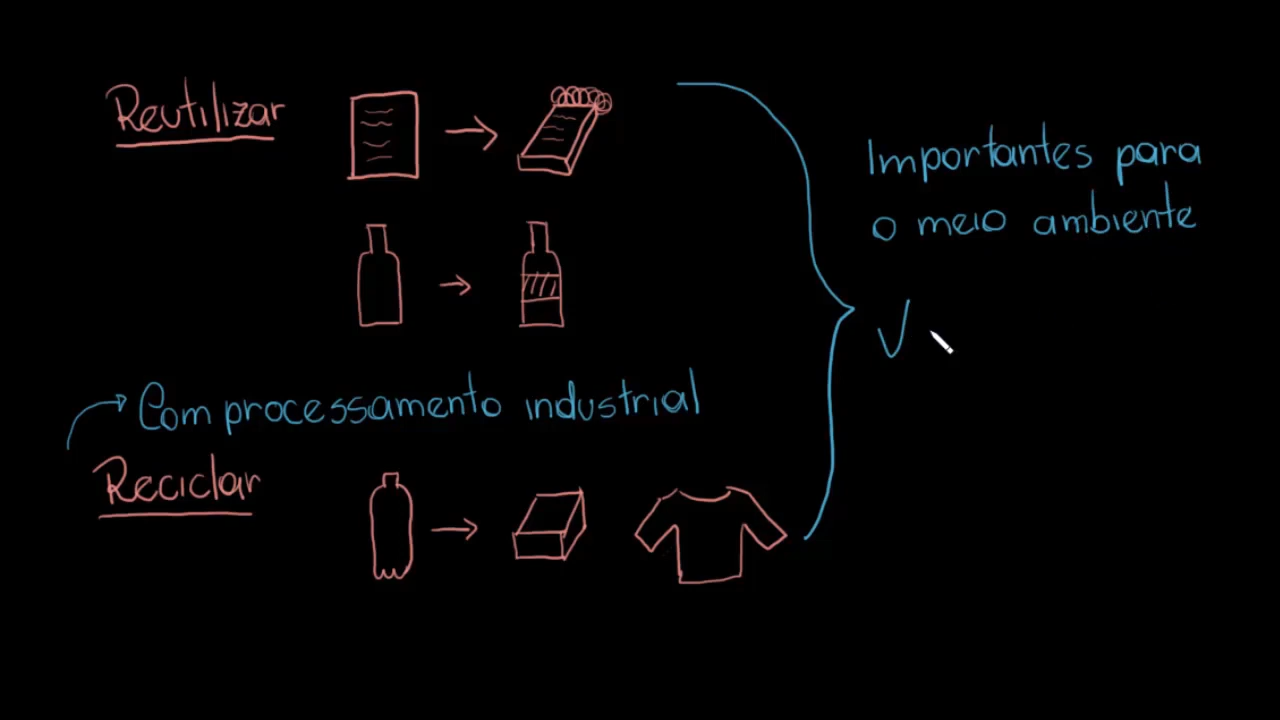 Reutilizar
Importantes para
o meio ambiente
Com processamento industrial
Reciclar